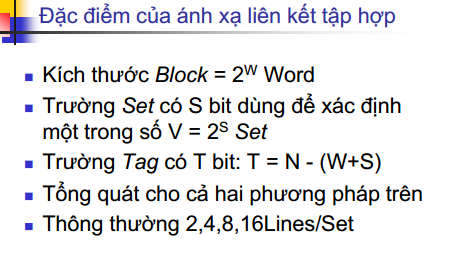 Đặc điểm của ánh xạ liên kết tập hợp
Kích thước Block = 2ᵂ Word
Trường Set có S bit dùng để xác định
một trong số V = 2ˢ Set
Trường Tag có T bit: T = N - (W+S)
Tổng quát cho cả hai phương pháp trên
Thông thường 2,4,8,16Lines/Set